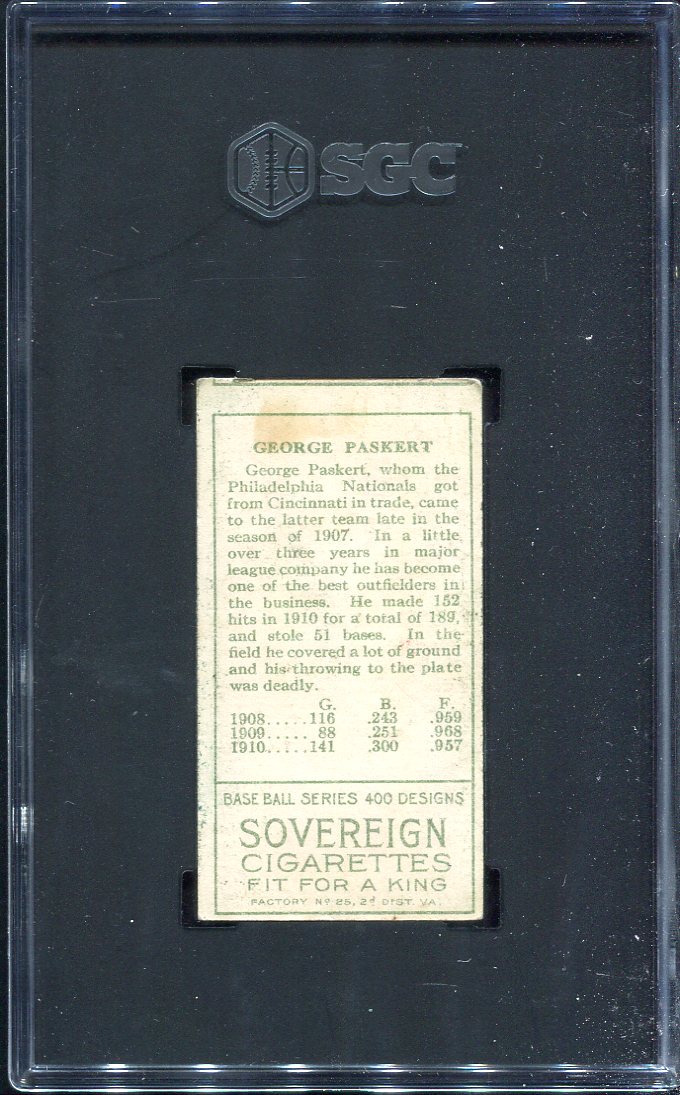 SGC
GEORGE PASKERT
George Paskert, whom the
Philadelphia Nationals got
from Cincinnati in trade, came
to the latter team late in the
season of 1907. In a little
over three years in major
league company he has become
one of the best outfielders in
the business. He made 152
hits in 1910 for a total of 189,
and stole 51 bases. In the
field he covered a lot of ground
and his throwing to the plate
was deadly.
G. B. F.
1908.....116 .243 .959
1909..... 88 .251 .968
1910.....141 .300 .957
BASE BALL SERIES 400 DESIGNS
SOVEREIGN
CIGARETTES
FIT FOR A KING
FACTORY Nº 25, 2d DIST. VA.